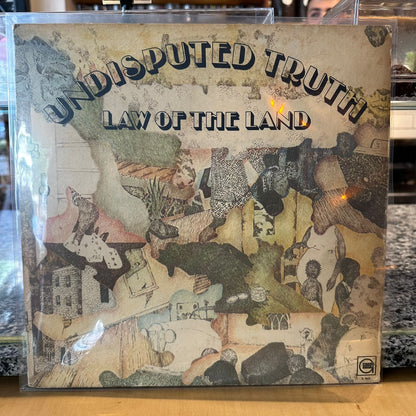 UNDISPUTED TRUTH
LAW OF THE LAND